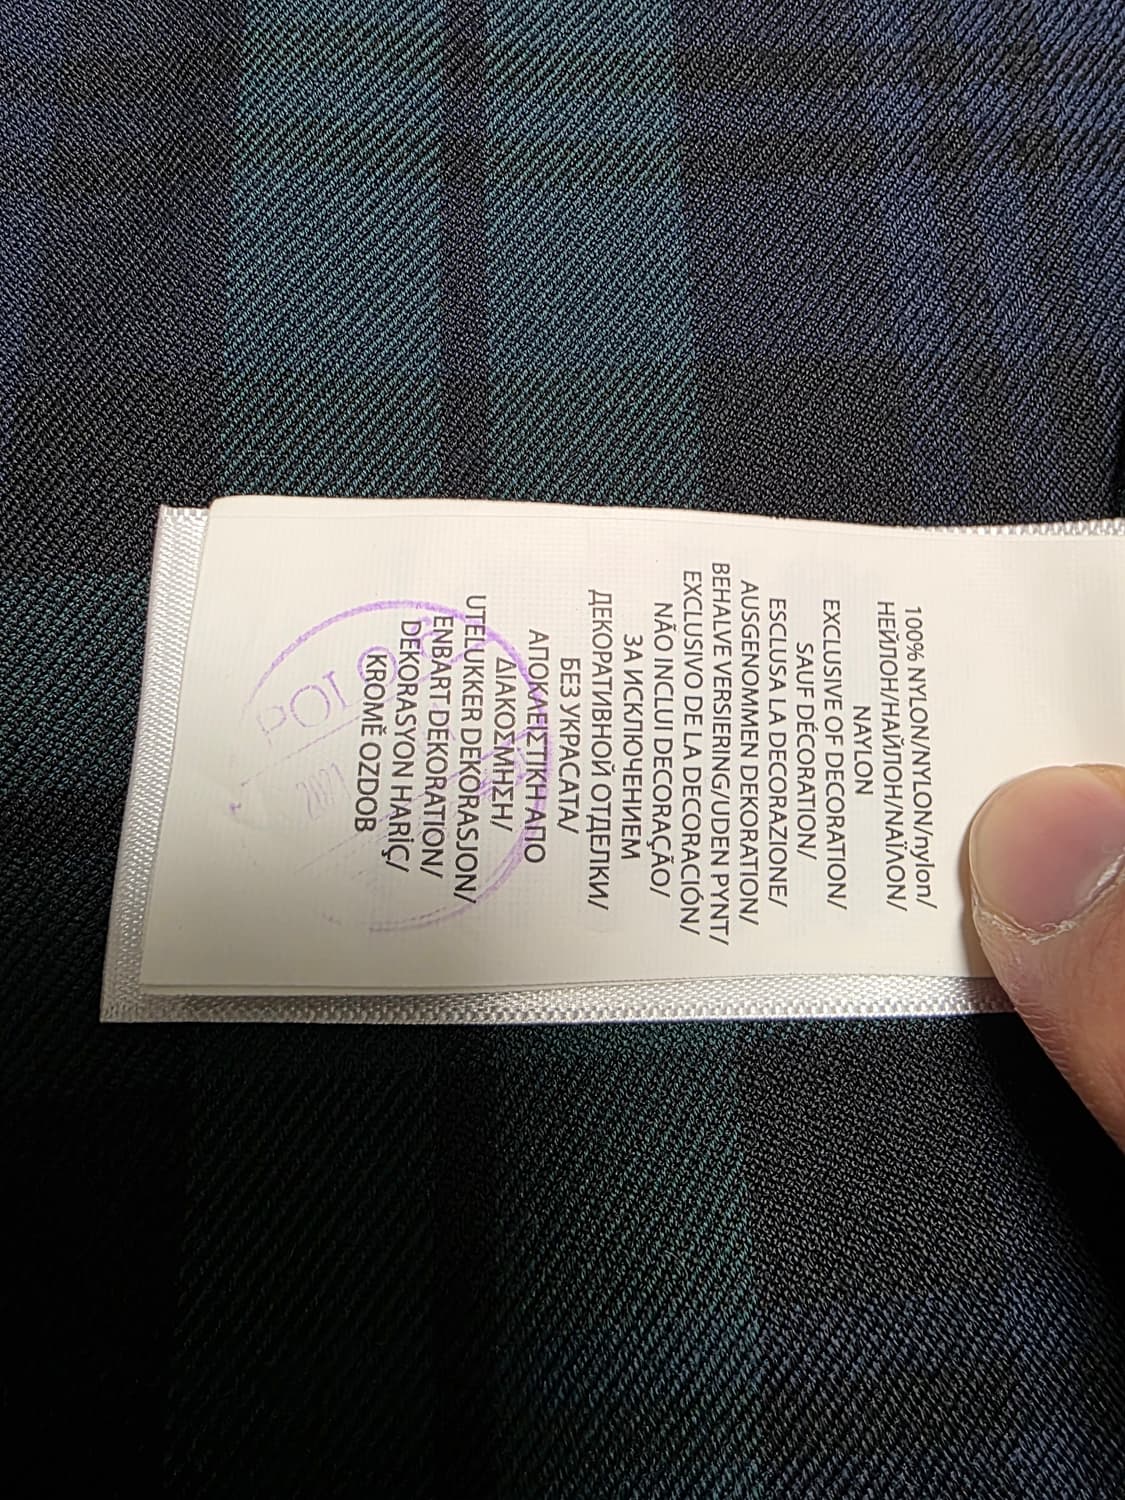 100% NYLON/NYLON/nylon/
НЕЙЛОН/НАЙЛОН/ΝΑΪΛΟΝ/
NAYLON
EXCLUSIVE OF DECORATION/
SAUF DÉCORATION/
ESCLUSA LA DECORAZIONE/
AUSGENOMMEN DEKORATION/
BEHALVE VERSIERING/UDEN PYNT/
EXCLUSIVO DE LA DECORACIÓN/
NÃO INCLUI DECORAÇÃO/
ЗА ИСКЛЮЧЕНИЕМ
ДЕКОРАТИВНОЙ ОТДЕЛКИ/
БЕЗ УКРАСАТА/
ΑΠΟΚΛΕΙΣΤΙΚΗ ΑΠΟ
ΔΙΑΚΟΣΜΗΣΗ/
UTELUKKER DEKORASJON/
ENBART DEKORATION/
DEKORASYON HARİÇ/
KROMĚ OZDOB